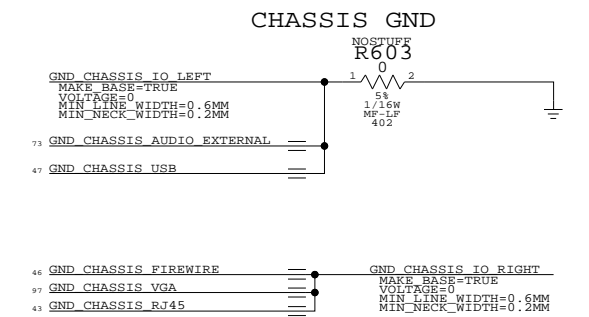 CHASSIS GND
NOSTUFF
R603
0
1 2
5%
1/16W
MF-LF
402
GND_CHASSIS_IO_LEFT
MAKE_BASE=TRUE
VOLTAGE=0
MIN_LINE_WIDTH=0.6MM
MIN_NECK_WIDTH=0.2MM
73 GND_CHASSIS_AUDIO_EXTERNAL
47 GND_CHASSIS_USB
46 GND_CHASSIS_FIREWIRE
97 GND_CHASSIS_VGA
43 GND_CHASSIS_RJ45
GND_CHASSIS_IO_RIGHT
MAKE_BASE=TRUE
VOLTAGE=0
MIN_LINE_WIDTH=0.6MM
MIN_NECK_WIDTH=0.2MM